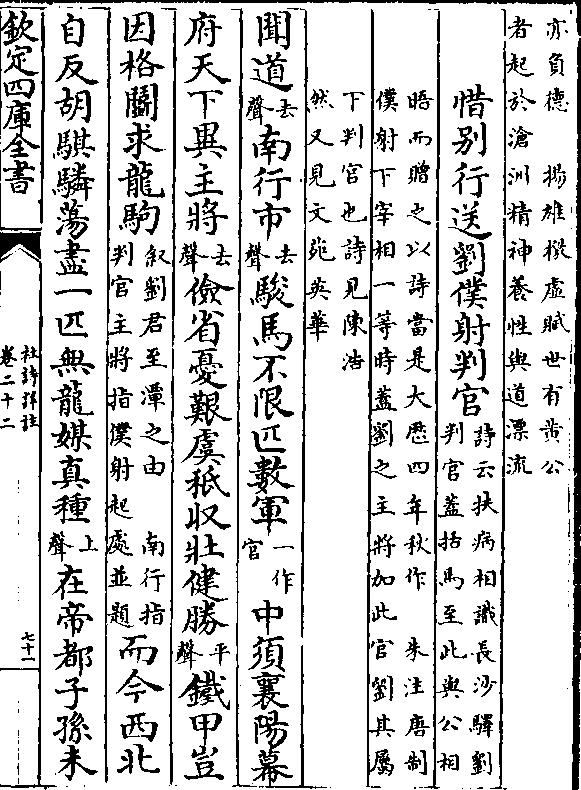 亦負德 揚雄檄虛賦世有黃公
者起於滄洲精神養性與道漂流
惜別行送劉僕射判官詩云扶病相識長沙驛劉
判官蓋括馬至此與公相
晤而贈之以詩當是大厯四年秋作 朱注唐制
僕射下宰相一等時蓋劉之主將加此官劉其屬
下判官也詩見陳浩
然又見文苑英華
聞道去聲南行市去聲駿馬不限匹數軍一作官中須襄陽幕
府天下異主將去聲儉省憂艱虞秖収壯健勝平聲鐵甲豈
因格鬭求龍駒叙劉君至潭之由 南行指判官主將指僕射起處並題而今西北
自反胡騏驎蕩盡一匹無龍媒真種上聲在帝都子孫未
欽定四庫全書
杜詩詳註
卷二十二
七十一